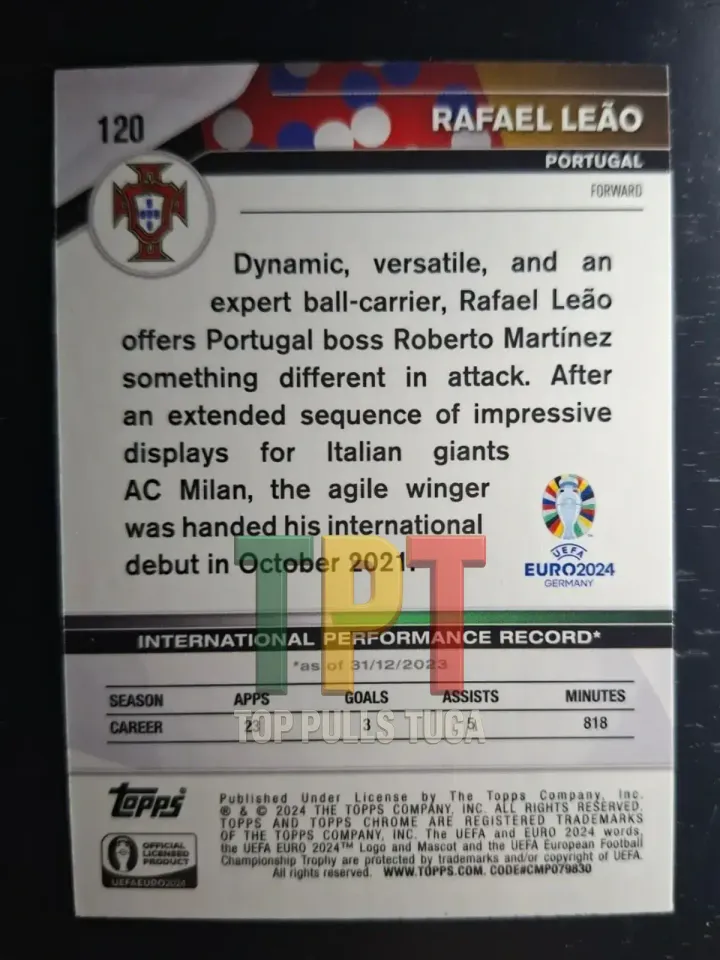 120
RAFAEL LEÃO
PORTUGAL
FORWARD
Dynamic, versatile, and an
expert ball-carrier, Rafael Leão
offers Portugal boss Roberto Martínez
something different in attack. After
an extended sequence of impressive
displays for Italian giants
AC Milan, the agile winger
was handed his international
debut in October 2021.
UEFA
EURO2024
GERMANY
TPT
INTERNATIONAL PERFORMANCE RECORD*
*as of 31/12/2023
SEASON APPS GOALS ASSISTS MINUTES
CAREER 23 3 5 818
TOP PULLS TUGA
Topps
OFFICIAL
LICENSED
PRODUCT
UEFAEURO2024
Published Under License by The Topps Company, Inc.
® & © 2024 THE TOPPS COMPANY, INC. ALL RIGHTS RESERVED.
TOPPS AND TOPPS CHROME ARE REGISTERED TRADEMARKS
OF THE TOPPS COMPANY, INC. The UEFA and EURO 2024 words,
the UEFA EURO 2024™ Logo and Mascot and the UEFA European Football
Championship Trophy are protected by trademarks and/or copyright of UEFA.
All rights reserved. WWW.TOPPS.COM. CODE#CMP079830